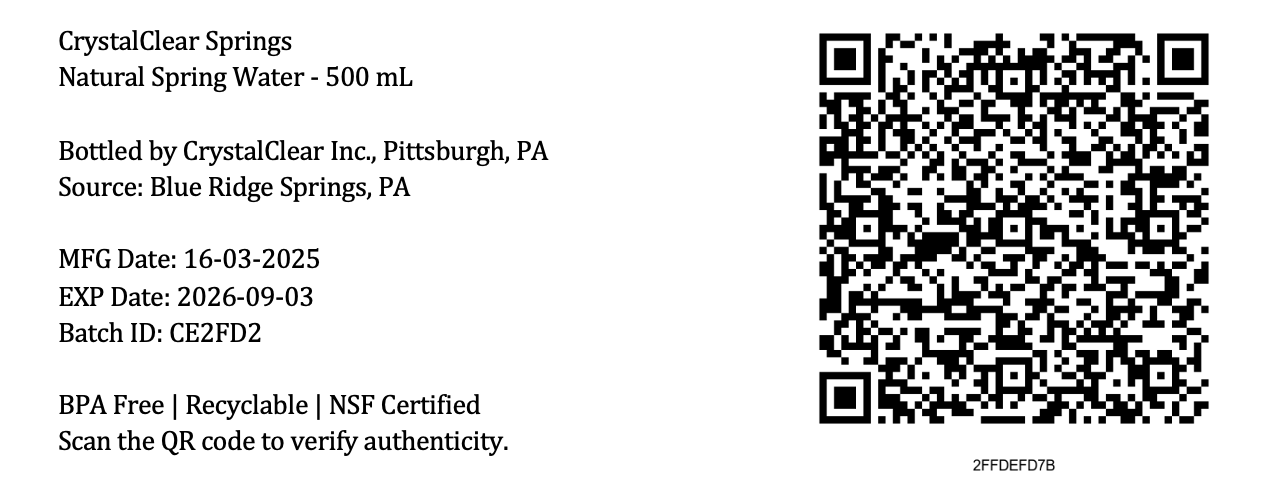 CrystalClear Springs
Natural Spring Water - 500 mL
Bottled by CrystalClear Inc., Pittsburgh, PA
Source: Blue Ridge Springs, PA
MFG Date: 16-03-2025
EXP Date: 2026-09-03
Batch ID: CE2FD2
BPA Free | Recyclable | NSF Certified
Scan the QR code to verify authenticity.
2FFDEFD7B